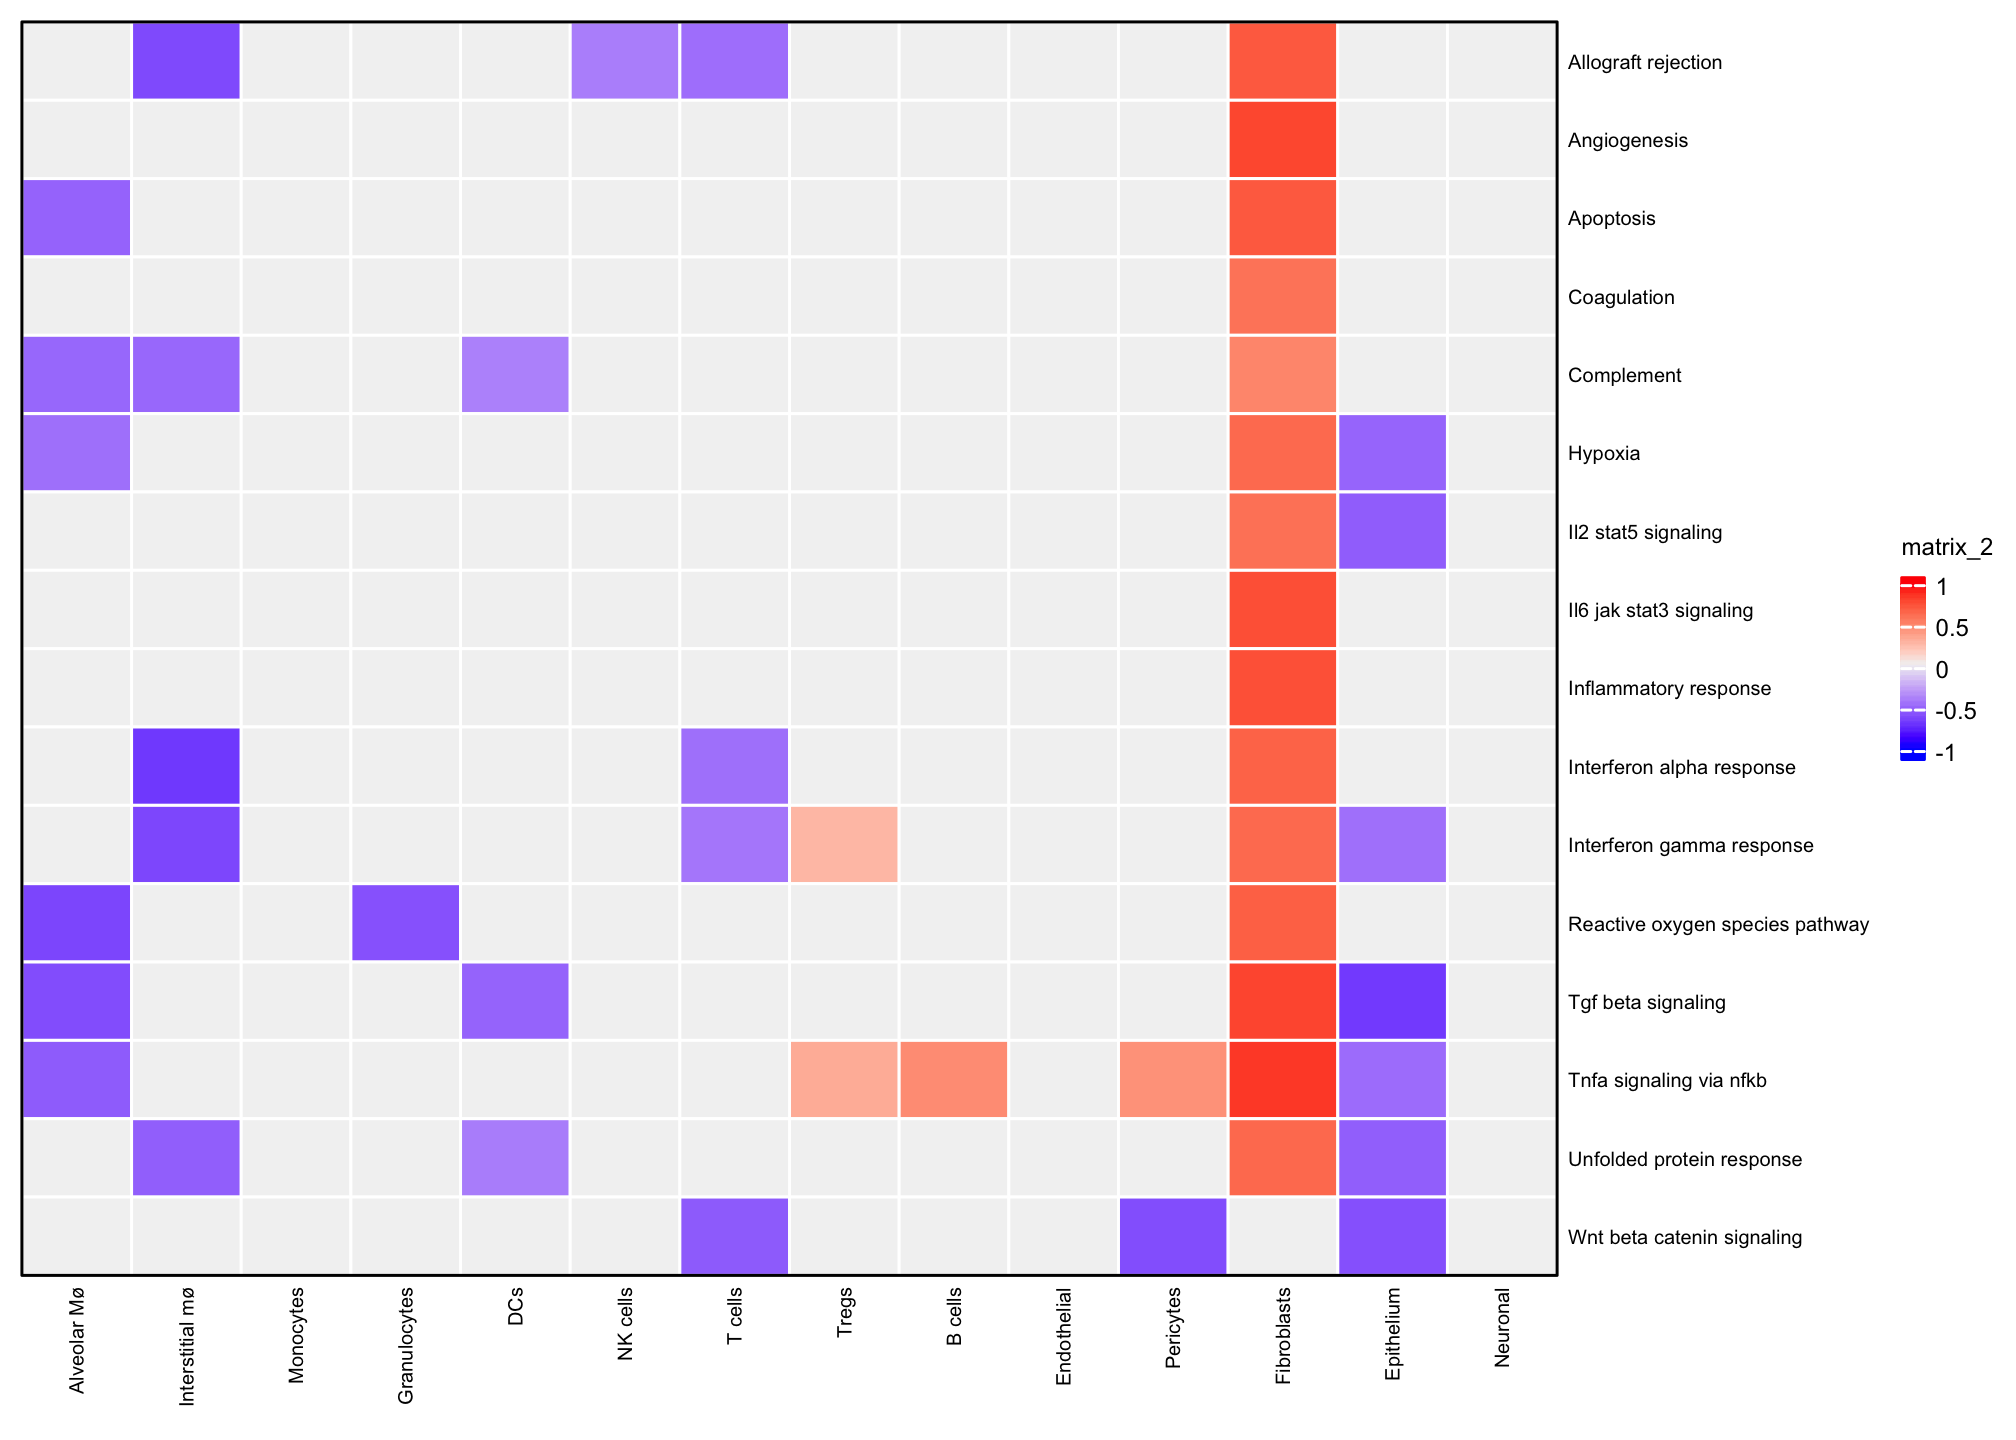 Allograft rejection
Angiogenesis
Apoptosis
Coagulation
Complement
Hypoxia
Il2 stat5 signaling
Il6 jak stat3 signaling
Inflammatory response
Interferon alpha response
Interferon gamma response
Reactive oxygen species pathway
Tgf beta signaling
Tnfa signaling via nfkb
Unfolded protein response
Wnt beta catenin signaling
matrix_2
1
0.5
0
-0.5
-1
Alveolar Mø
Interstitial mø
Monocytes
Granulocytes
DCs
NK cells
T cells
Tregs
B cells
Endothelial
Pericytes
Fibroblasts
Epithelium
Neuronal